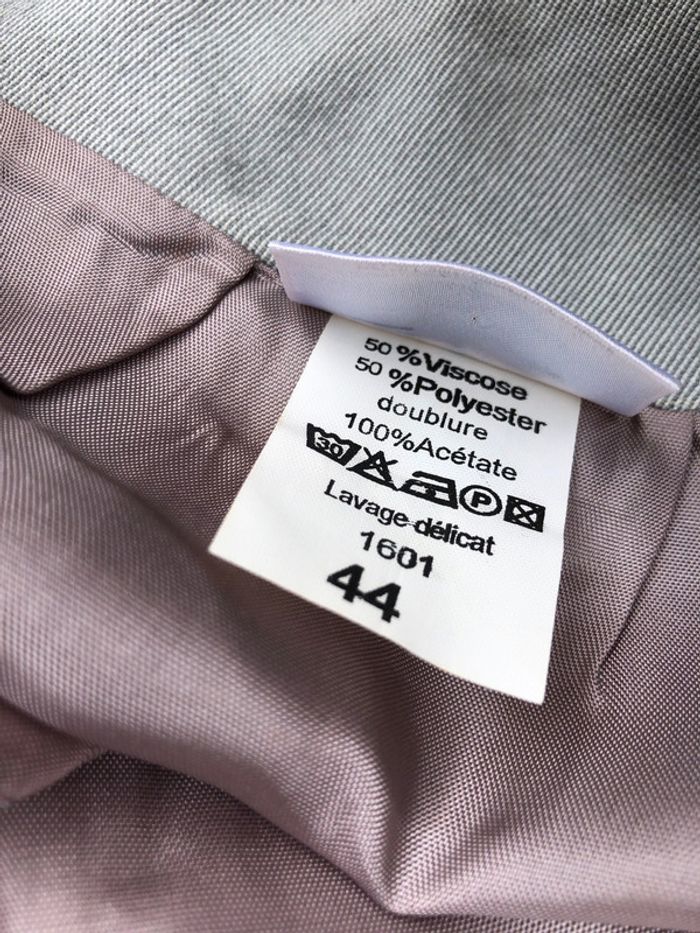 50 %Viscose
50 %Polyester
doublure
100%Acétate
30 P
Lavage délicat
1601
44